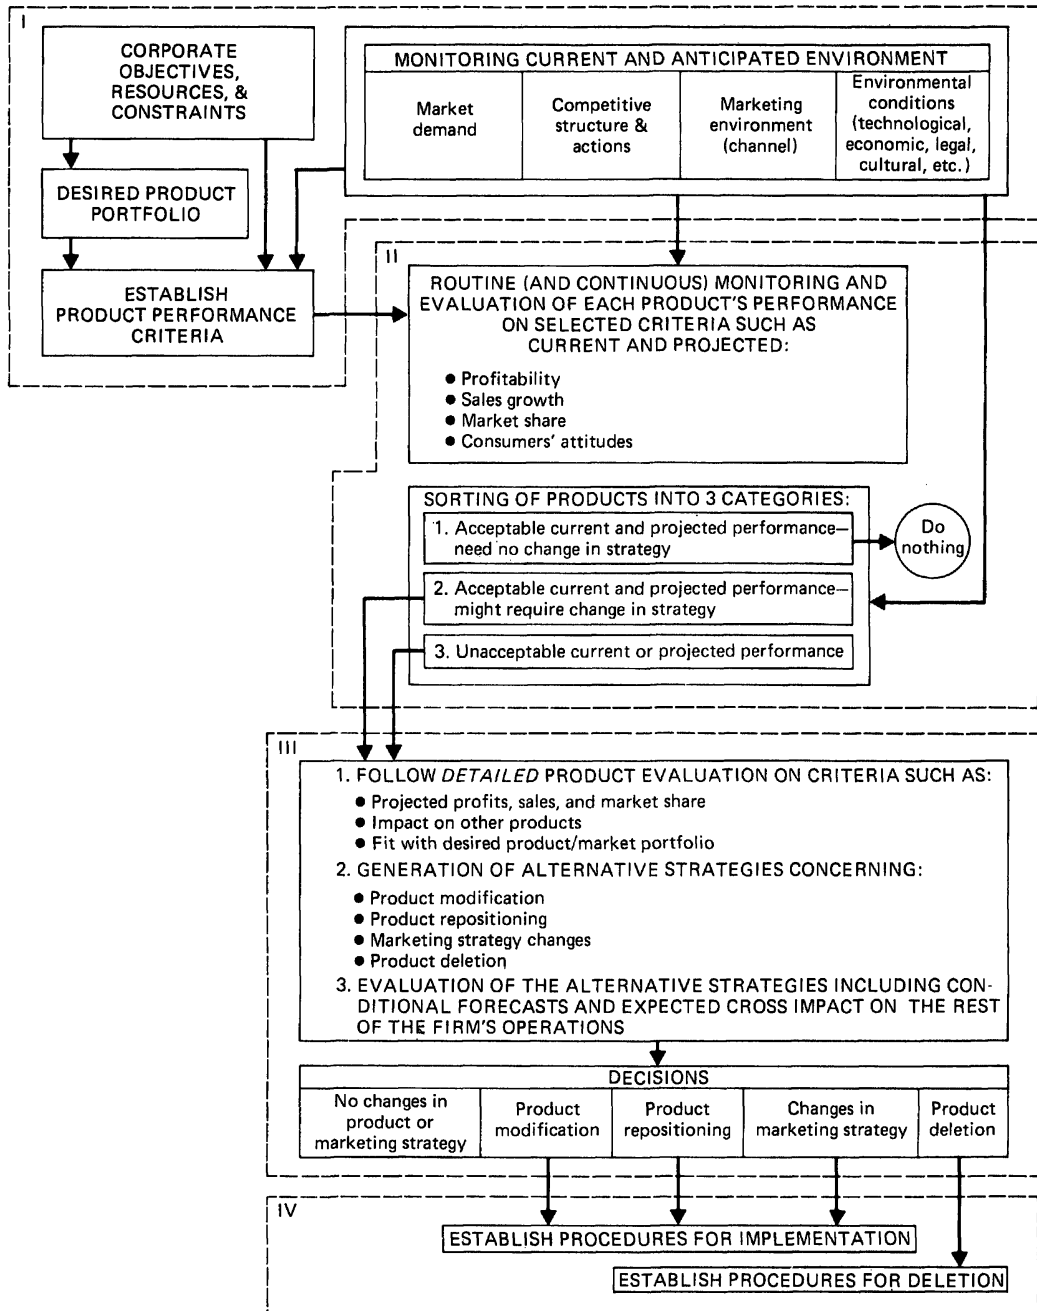 I
CORPORATE
OBJECTIVES,
RESOURCES, &
CONSTRAINTS
DESIRED PRODUCT
PORTFOLIO
ESTABLISH
PRODUCT PERFORMANCE
CRITERIA
MONITORING CURRENT AND ANTICIPATED ENVIRONMENT
Market
demand
Competitive
structure &
actions
Marketing
environment
(channel)
Environmental
conditions
(technological,
economic, legal,
cultural, etc.)
II
ROUTINE (AND CONTINUOUS) MONITORING AND
EVALUATION OF EACH PRODUCT'S PERFORMANCE
ON SELECTED CRITERIA SUCH AS
CURRENT AND PROJECTED:
● Profitability
● Sales growth
● Market share
● Consumers' attitudes
SORTING OF PRODUCTS INTO 3 CATEGORIES:
1. Acceptable current and projected performance—
need no change in strategy
Do
nothing
2. Acceptable current and projected performance—
might require change in strategy
3. Unacceptable current or projected performance
III
1. FOLLOW DETAILED PRODUCT EVALUATION ON CRITERIA SUCH AS:
● Projected profits, sales, and market share
● Impact on other products
● Fit with desired product/market portfolio
2. GENERATION OF ALTERNATIVE STRATEGIES CONCERNING:
● Product modification
● Product repositioning
● Marketing strategy changes
● Product deletion
3. EVALUATION OF THE ALTERNATIVE STRATEGIES INCLUDING CON-
DITIONAL FORECASTS AND EXPECTED CROSS IMPACT ON THE REST
OF THE FIRM'S OPERATIONS
DECISIONS
No changes in
product or
marketing strategy
Product
modification
Product
repositioning
Changes in
marketing strategy
Product
deletion
IV
ESTABLISH PROCEDURES FOR IMPLEMENTATION
ESTABLISH PROCEDURES FOR DELETION